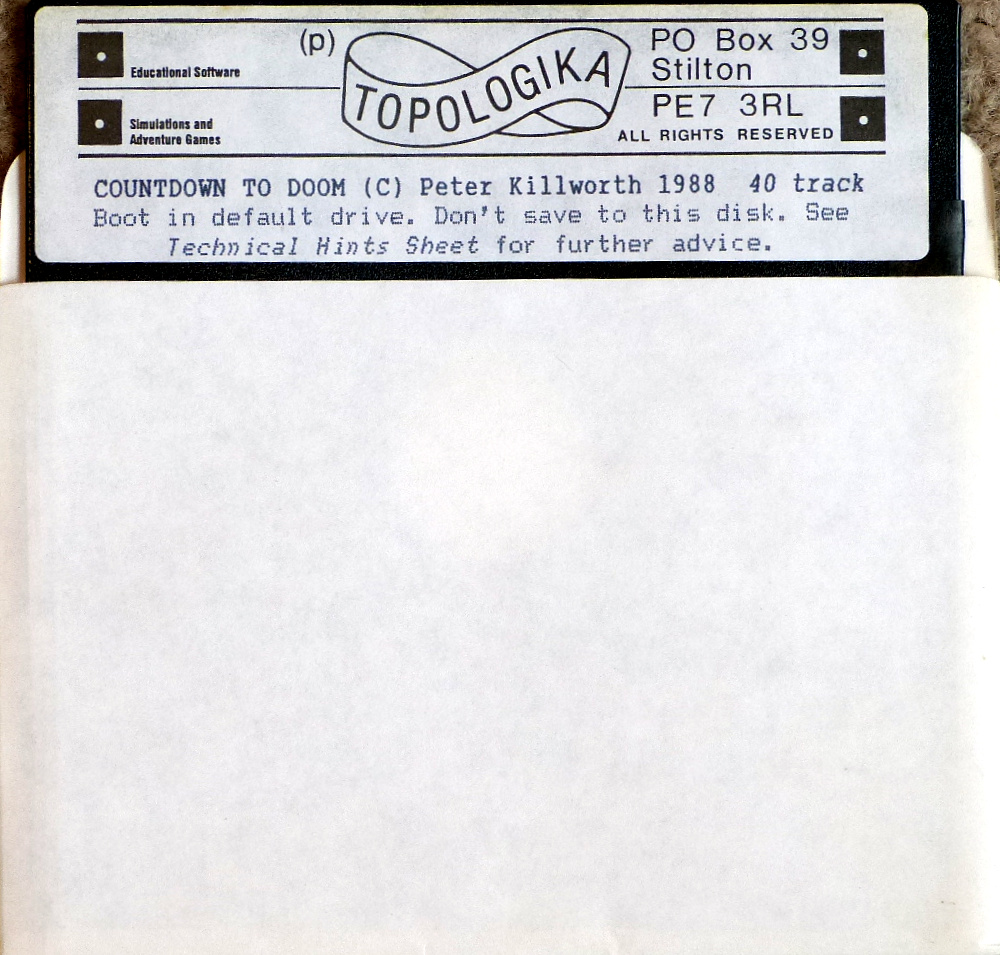 (p) TOPOLOGIKA
Educational Software
Simulations and
Adventure Games
PO Box 39
Stilton
PE7 3RL
ALL RIGHTS RESERVED
COUNTDOWN TO DOOM (C) Peter Killworth 1988 40 track
Boot in default drive. Don't save to this disk. See
Technical Hints Sheet for further advice.